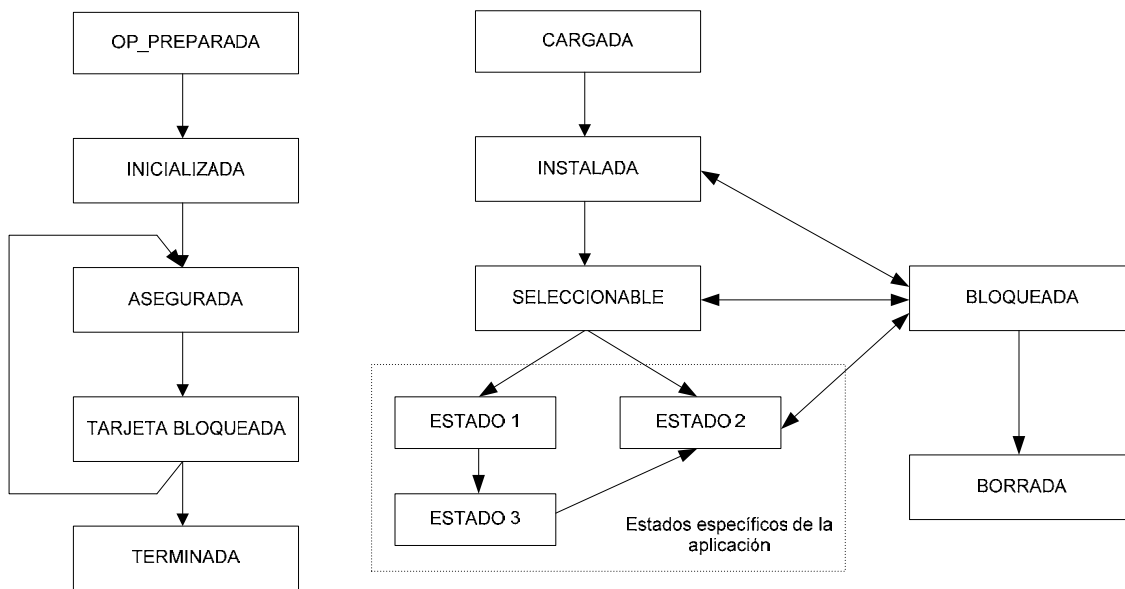 OP_PREPARADA
INICIALIZADA
ASEGURADA
TARJETA BLOQUEADA
TERMINADA
CARGADA
INSTALADA
SELECCIONABLE
ESTADO 1
ESTADO 2
ESTADO 3
Estados específicos de la
aplicación
BLOQUEADA
BORRADA